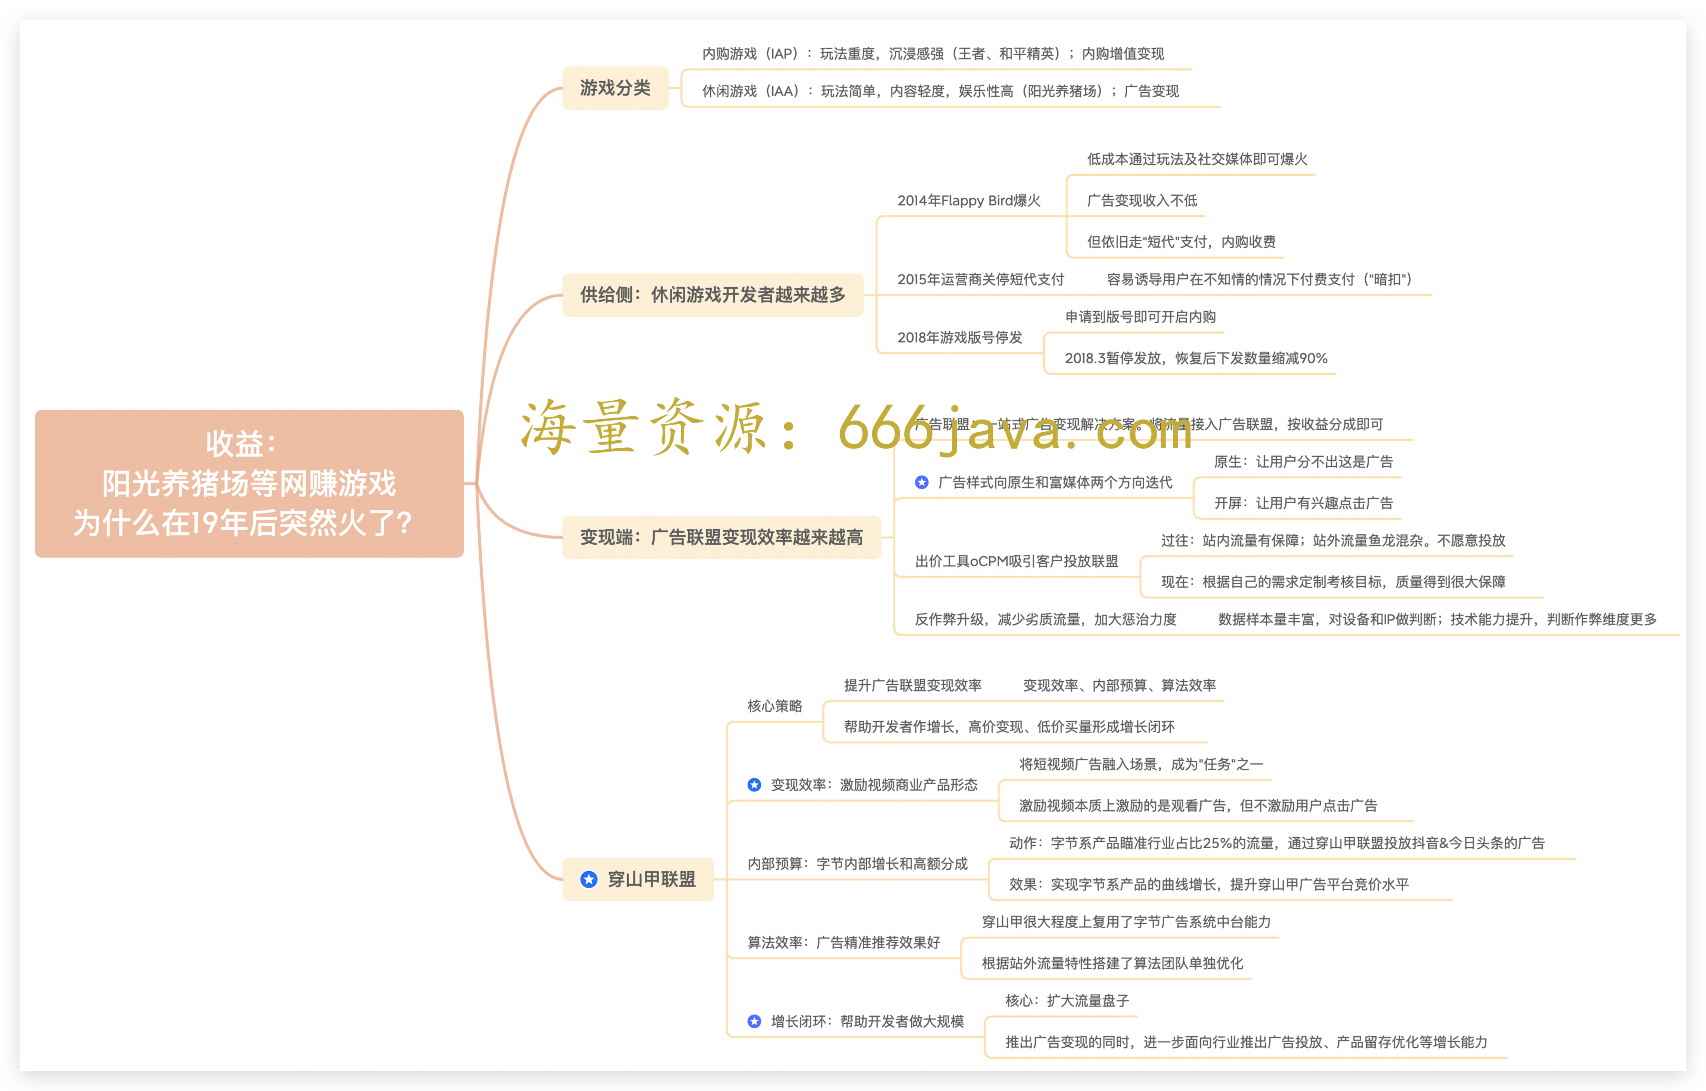 收益：
阳光养猪场等网赚游戏
为什么在19年后突然火了？
游戏分类
内购游戏（IAP）：玩法重度，沉浸感强（王者、和平精英）；内购增值变现
休闲游戏（IAA）：玩法简单，内容轻度，娱乐性高（阳光养猪场）；广告变现
供给侧：休闲游戏开发者越来越多
2014年Flappy Bird爆火
低成本通过玩法及社交媒体即可爆火
广告变现收入不低
但依旧走"短代"支付，内购收费
2015年运营商关停短代支付
容易诱导用户在不知情的情况下付费支付（"暗扣"）
2018年游戏版号停发
申请到版号即可开启内购
2018.3暂停发放，恢复后下发数量缩减90%
海量资源：666java.com
变现端：广告联盟变现效率越来越高
广告联盟：一站式广告变现解决方案。将流量接入广告联盟，按收益分成即可
广告样式向原生和富媒体两个方向迭代
原生：让用户分不出这是广告
开屏：让用户有兴趣点击广告
出价工具oCPM吸引客户投放联盟
过往：站内流量有保障；站外流量鱼龙混杂。不愿意投放
现在：根据自己的需求定制考核目标，质量得到很大保障
反作弊升级，减少劣质流量，加大惩治力度
数据样本量丰富，对设备和IP做判断；技术能力提升，判断作弊维度更多
穿山甲联盟
核心策略
提升广告联盟变现效率
变现效率、内部预算、算法效率
帮助开发者作增长，高价变现、低价买量形成增长闭环
变现效率：激励视频商业产品形态
将短视频广告融入场景，成为"任务"之一
激励视频本质上激励的是观看广告，但不激励用户点击广告
内部预算：字节内部增长和高额分成
动作：字节系产品瞄准行业占比25%的流量，通过穿山甲联盟投放抖音&今日头条的广告
效果：实现字节系产品的曲线增长，提升穿山甲广告平台竞价水平
算法效率：广告精准推荐效果好
穿山甲很大程度上复用了字节广告系统中台能力
根据站外流量特性搭建了算法团队单独优化
增长闭环：帮助开发者做大规模
核心：扩大流量盘子
推出广告变现的同时，进一步面向行业推出广告投放、产品留存优化等增长能力